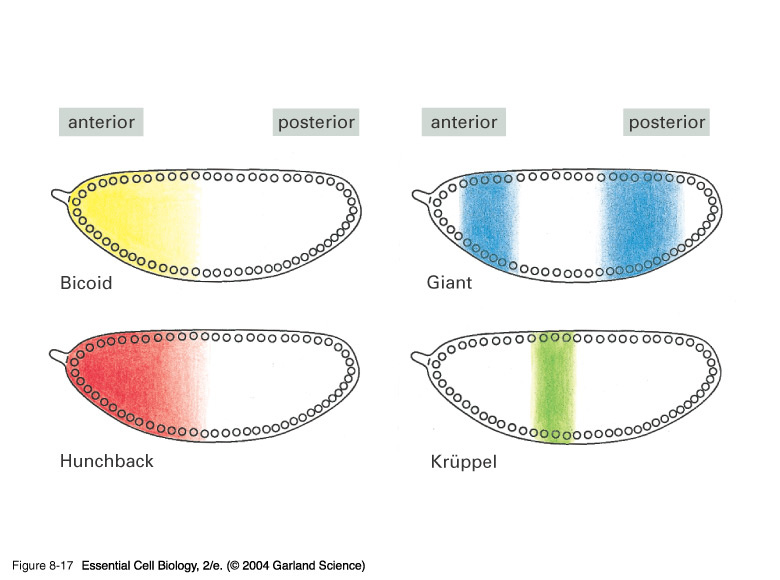 anterior posterior anterior posterior
Bicoid Giant
Hunchback Krüppel
Figure 8-17 Essential Cell Biology, 2/e. (© 2004 Garland Science)